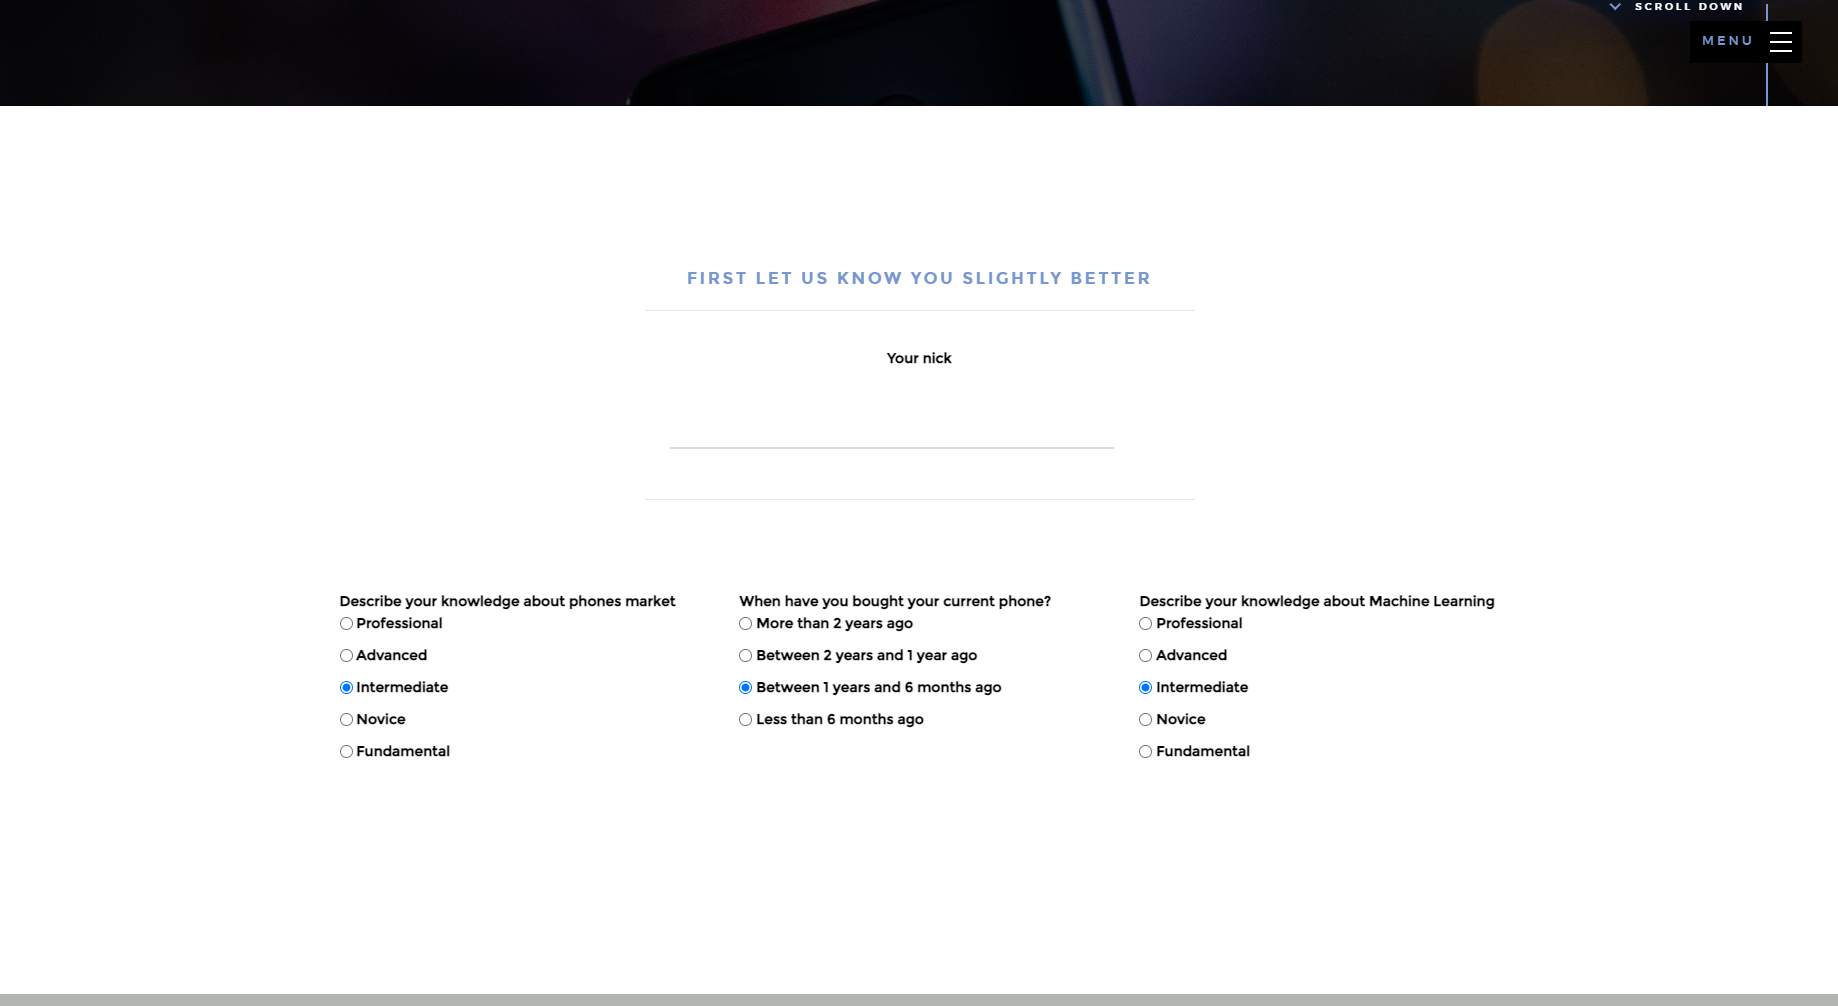 SCROLL DOWN
MENU
FIRST LET US KNOW YOU SLIGHTLY BETTER
Your nick
Describe your knowledge about phones market
Professional
Advanced
Intermediate
Novice
Fundamental
When have you bought your current phone?
More than 2 years ago
Between 2 years and 1 year ago
Between 1 years and 6 months ago
Less than 6 months ago
Describe your knowledge about Machine Learning
Professional
Advanced
Intermediate
Novice
Fundamental